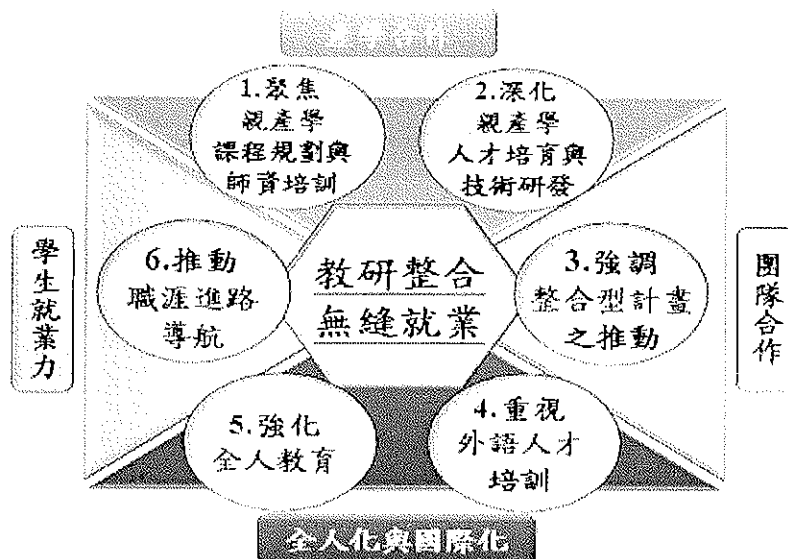 1.聚焦
親產學
課程規劃與
師資培訓
2.深化
親產學
人才培育與
技術研發
學生就業力
6.推動
職涯進路
導航
教研整合
無縫就業
3.強調
整合型計畫
之推動
團隊合作
5.強化
全人教育
4.重視
外語人才
培訓
全人化與國際化